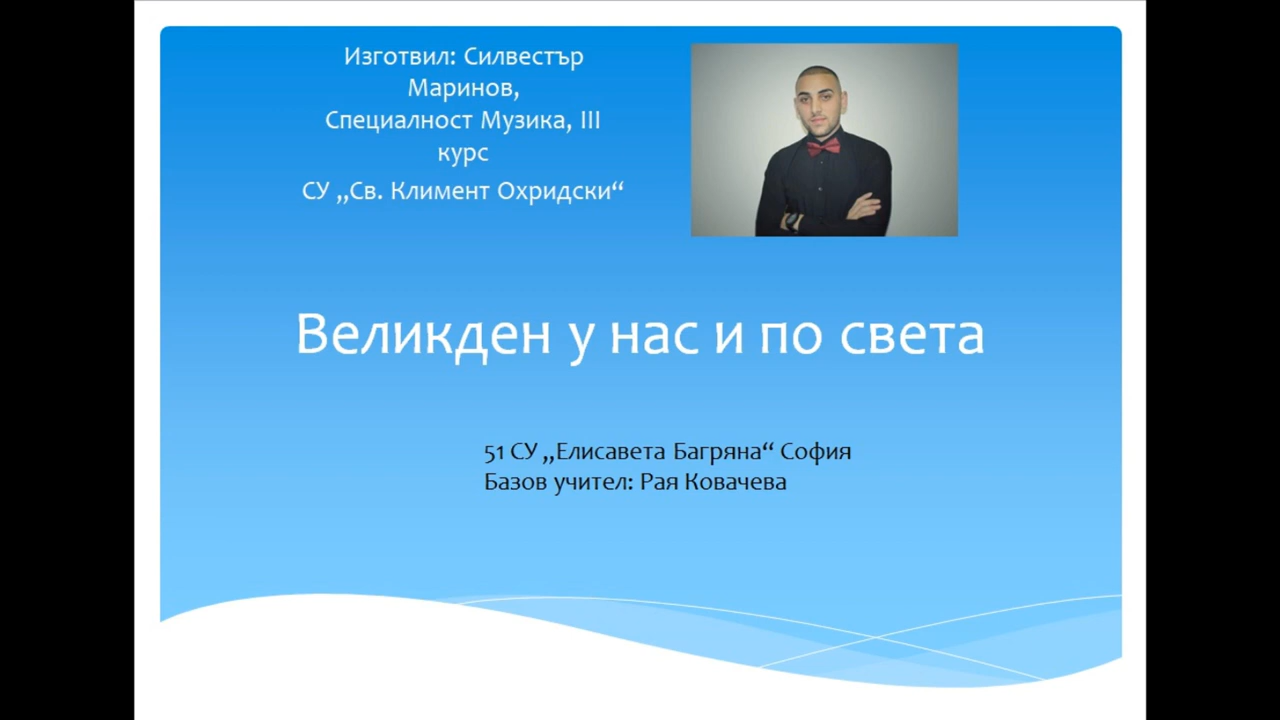 Изготвил: Силвестър
Маринов,
Специалност Музика, III
курс
СУ „Св. Климент Охридски“
Великден у нас и по света
51 СУ „Елисавета Багряна“ София
Базов учител: Рая Ковачева